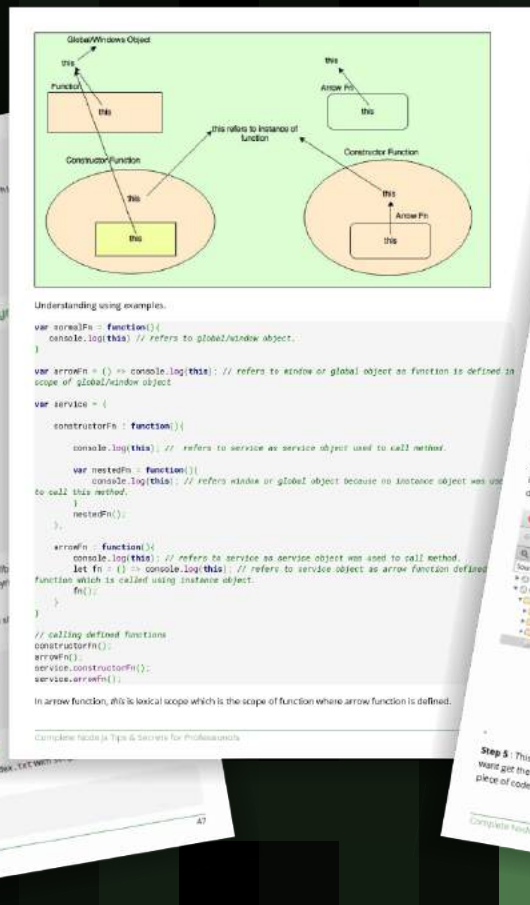 Global/Windows Object
this
this
Function
Arrow Fn
this
this
this refers to instance of
function
Constructor Function
Constructor Function
this
this
Arrow Fn
this
this
Understanding using examples.
var normalFn = function(){
console.log(this) // refers to global/window object.
}
var arrowFn = () => console.log(this); // refers to window or global object as function is defined in
scope of global/window object
var service = {
constructorFn : function(){
console.log(this); // refers to service as service object used to call method.
var nestedFn = function(){
console.log(this); // refers window or global object because no instance object was
to call this method.
}
nestedFn();
},
arrowFn : function(){
console.log(this); // refers to service as service object was used to call method.
let fn = () => console.log(this); // refers to service object as arrow function defined
function which is called using instance object.
fn();
}
}
// calling defined functions
constructorFn();
arrowFn();
service.constructorFn();
service.arrowFn();
In arrow function, this is lexical scope which is the scope of function where arrow function is defined.
Complete Node.js Tips & Secrets for Professionals
47
Step 5 : This
want get the
piece of code